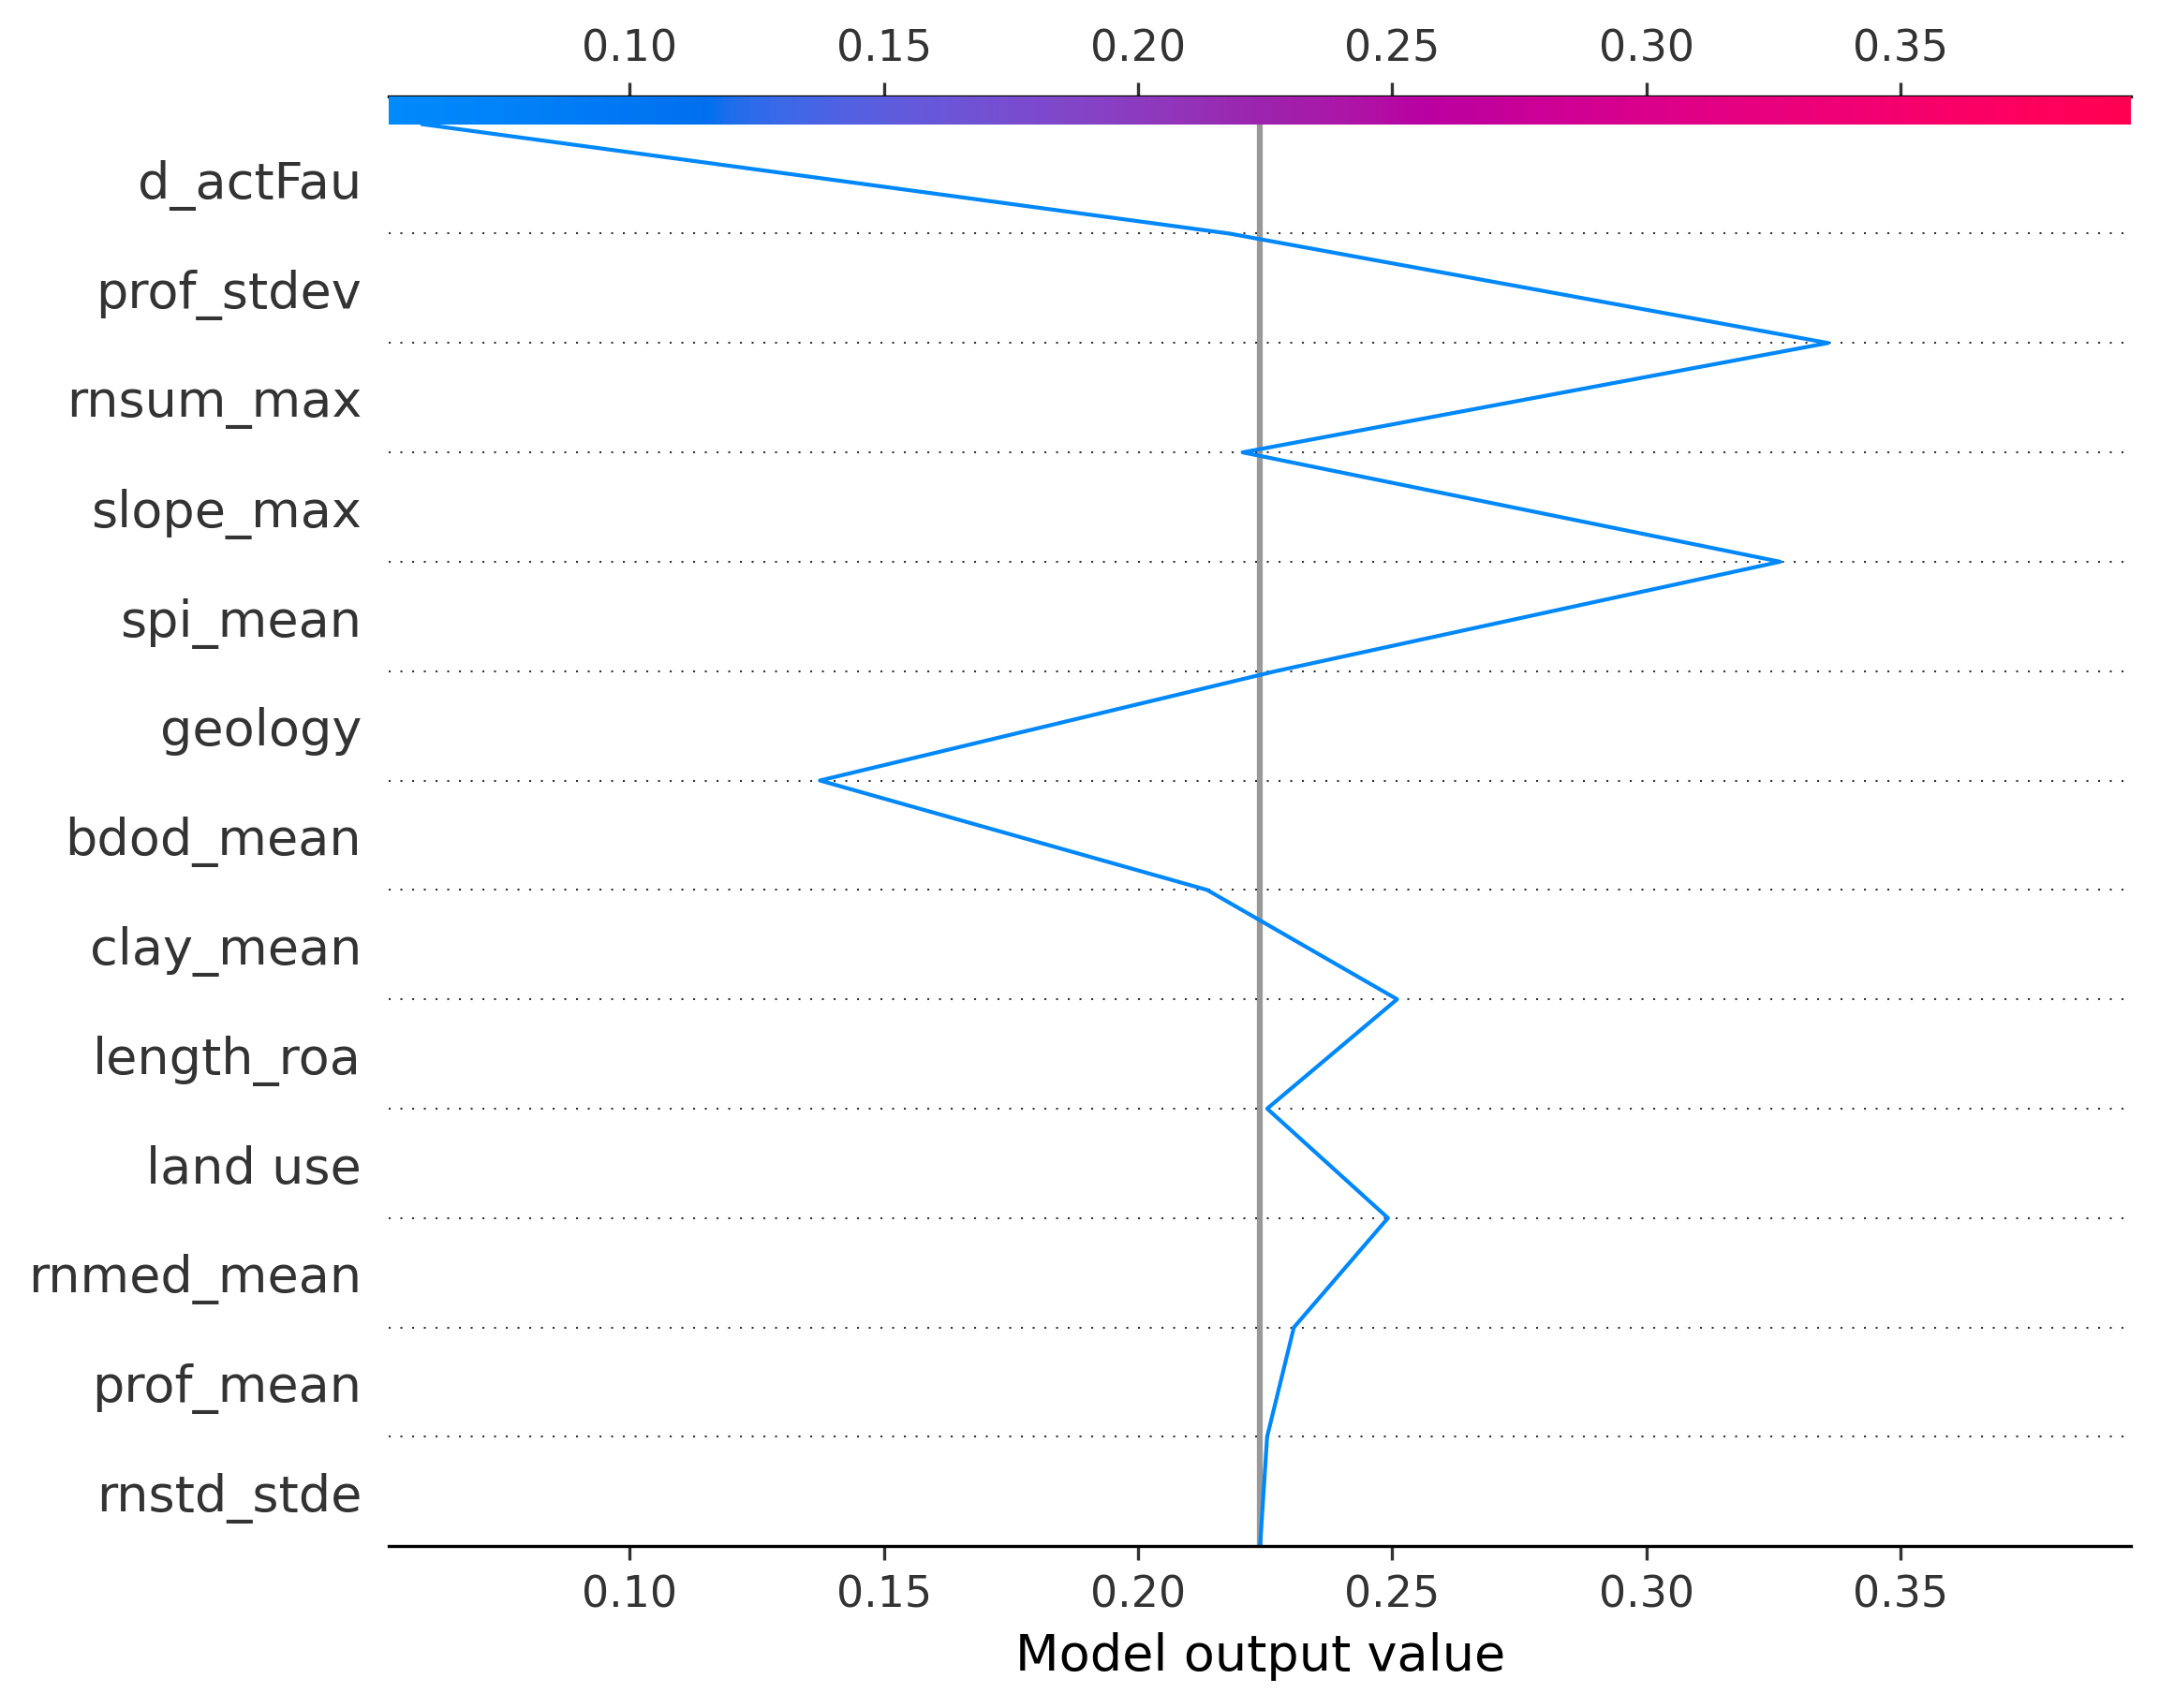 0.10 0.15 0.20 0.25 0.30 0.35
d_actFau
prof_stdev
rnsum_max
slope_max
spi_mean
geology
bdod_mean
clay_mean
length_roa
land use
rnmed_mean
prof_mean
rnstd_stde
0.10 0.15 0.20 0.25 0.30 0.35
Model output value